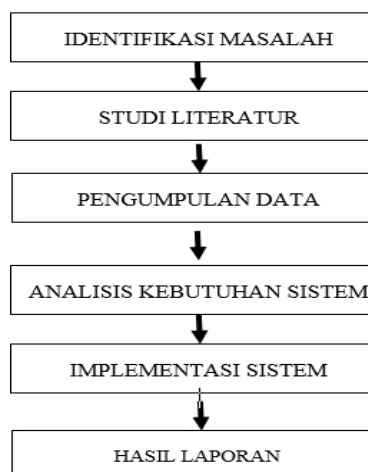 IDENTIFIKASI MASALAH
STUDI LITERATUR
PENGUMPULAN DATA
ANALISIS KEBUTUHAN SISTEM
IMPLEMENTASI SISTEM
HASIL LAPORAN